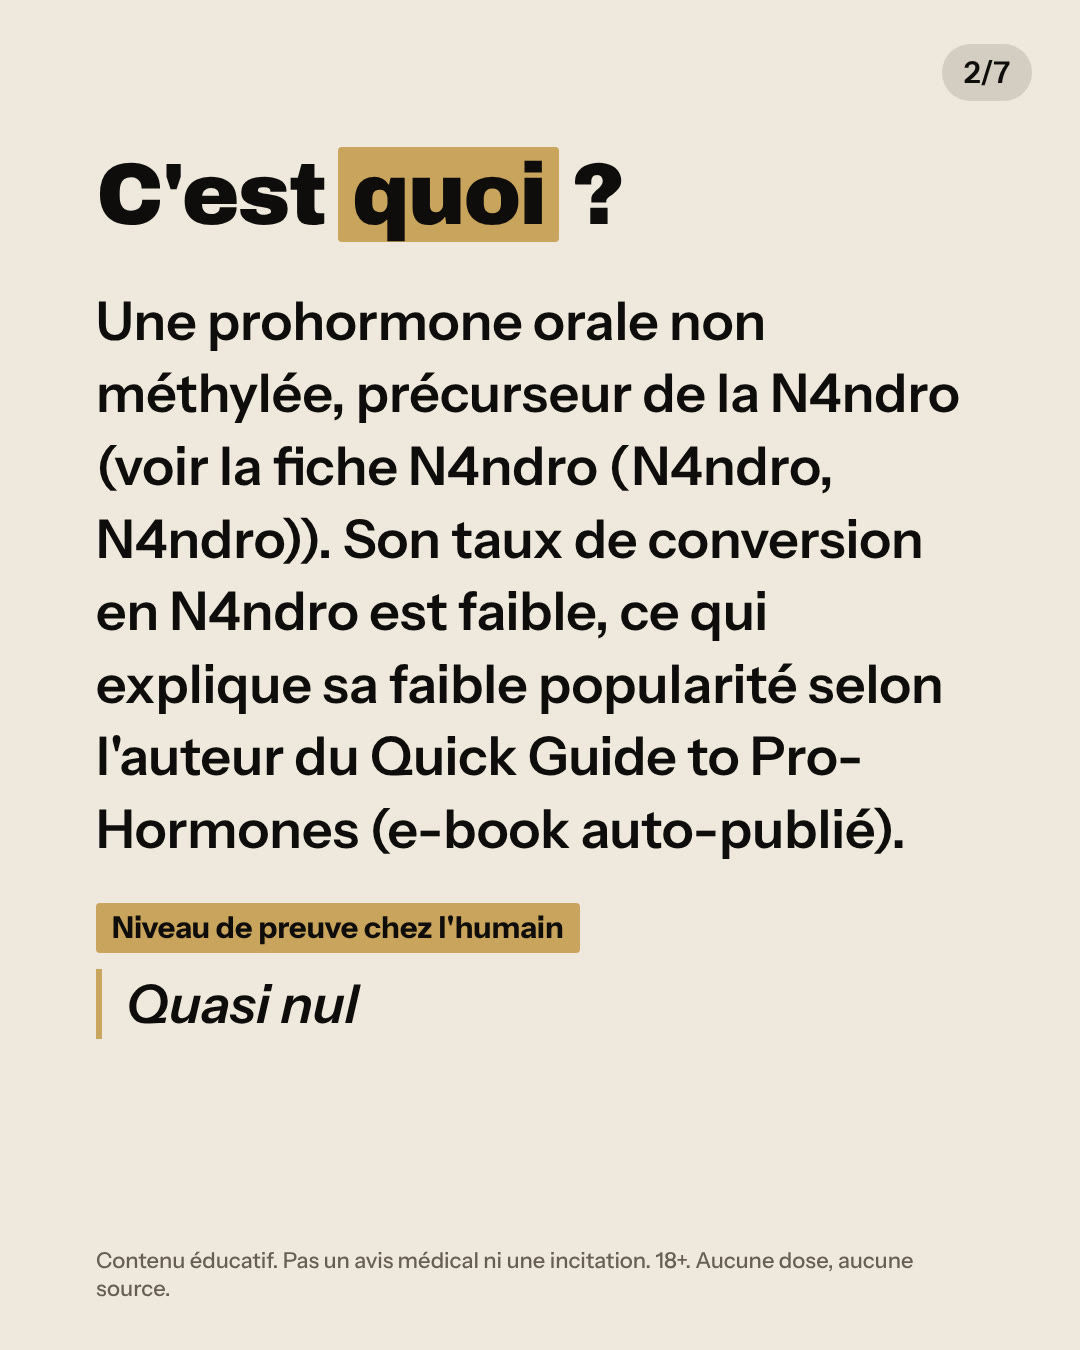 2/7
C'est quoi ?
Une prohormone orale non
méthylée, précurseur de la N4ndro
(voir la fiche N4ndro (N4ndro,
N4ndro)). Son taux de conversion
en N4ndro est faible, ce qui
explique sa faible popularité selon
l'auteur du Quick Guide to Pro-
Hormones (e-book auto-publié).
Niveau de preuve chez l'humain
Quasi nul
Contenu éducatif. Pas un avis médical ni une incitation. 18+. Aucune dose, aucune
source.